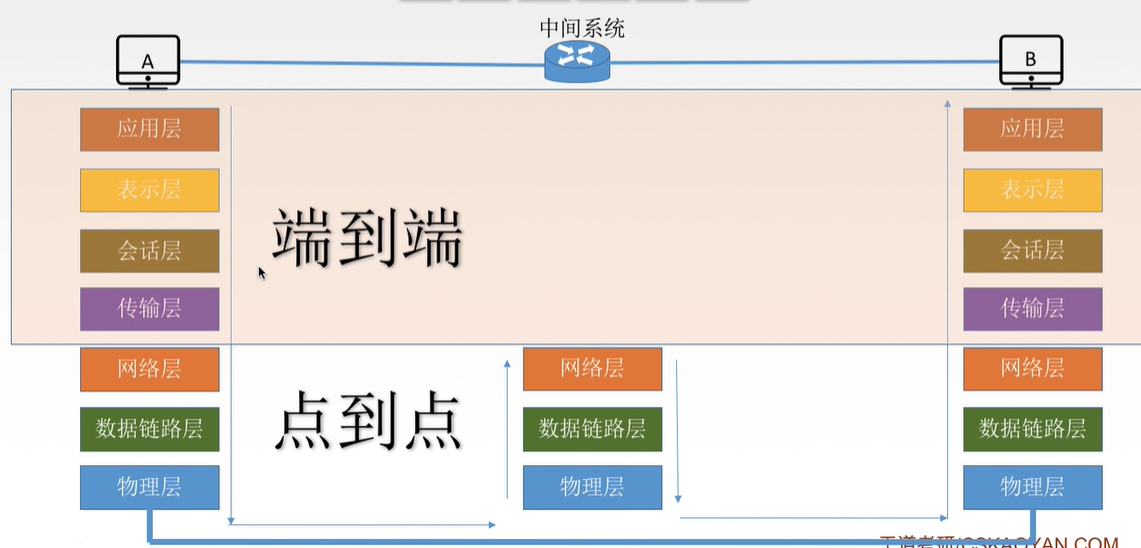 中间系统
A
B
应用层
应用层
表示层
表示层
端到端
会话层
会话层
传输层
传输层
网络层
网络层
网络层
点到点
数据链路层
数据链路层
数据链路层
物理层
物理层
物理层
王道考研/CSKAOYAN.COM